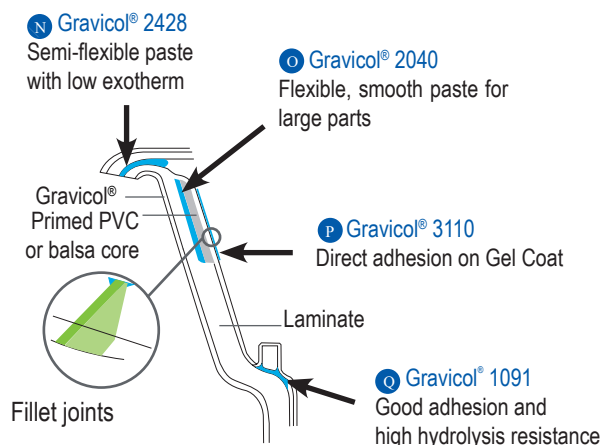 N Gravicol® 2428
Semi-flexible paste
with low exotherm
O Gravicol® 2040
Flexible, smooth paste for
large parts
Gravicol®
Primed PVC
or balsa core
P Gravicol® 3110
Direct adhesion on Gel Coat
Laminate
Fillet joints
Q Gravicol® 1091
Good adhesion and
high hydrolysis resistance